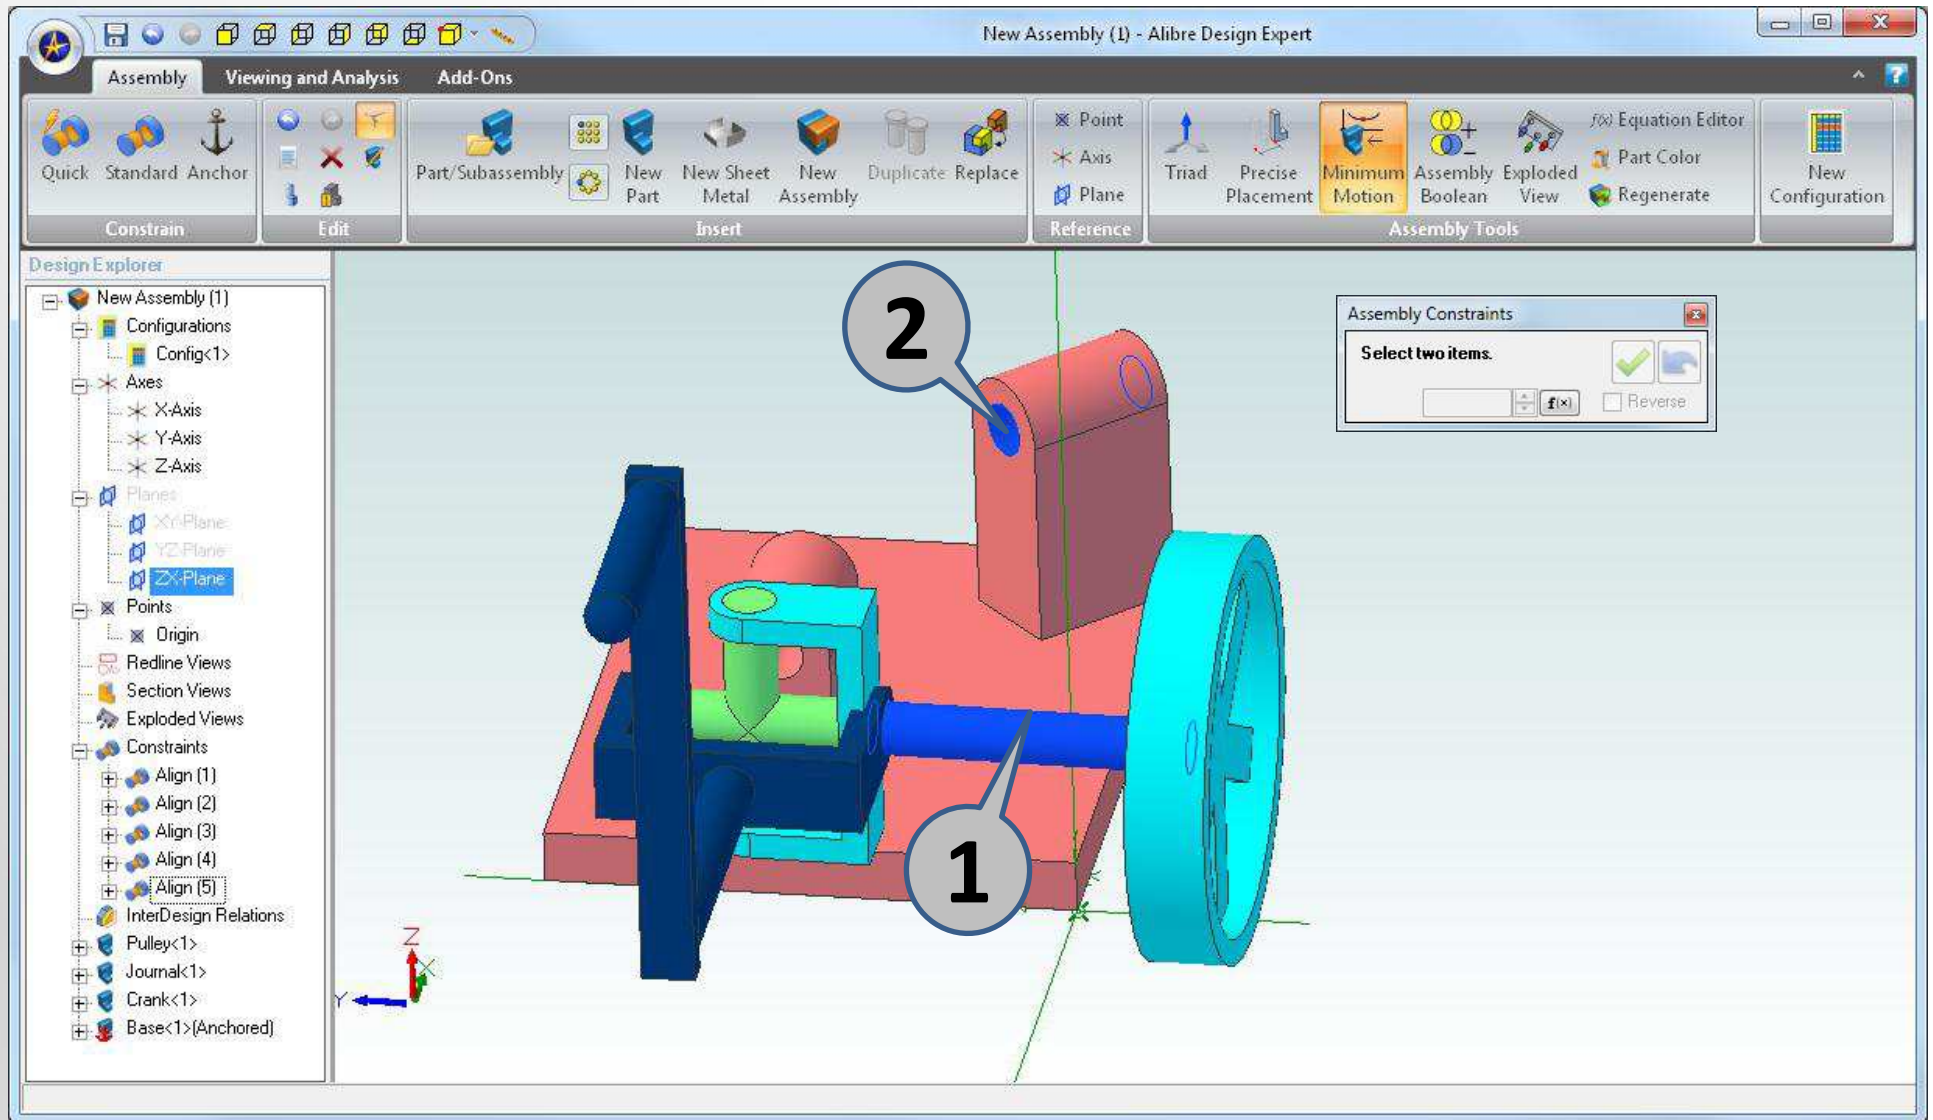 New Assembly (1) - Alibre Design Expert
Assembly Viewing and Analysis Add-Ons
Quick Standard Anchor
Constrain
Edit
Part/Subassembly
New Part
New Sheet Metal
New Assembly
Duplicate Replace
Insert
Point
Axis
Plane
Reference
Triad
Precise Placement
Minimum Motion
Assembly Boolean
Exploded View
f(x) Equation Editor
Part Color
Regenerate
Assembly Tools
New Configuration
Design Explorer
New Assembly (1)
Configurations
Config<1>
Axes
X-Axis
Y-Axis
Z-Axis
Planes
XY-Plane
YZ-Plane
ZX-Plane
Points
Origin
Redline Views
Section Views
Exploded Views
Constraints
Align (1)
Align (2)
Align (3)
Align (4)
Align (5)
InterDesign Relations
Pulley<1>
Journal<1>
Crank<1>
Base<1>(Anchored)
2
1
Z
X
Y
Assembly Constraints
Select two items.
f(x)
Reverse